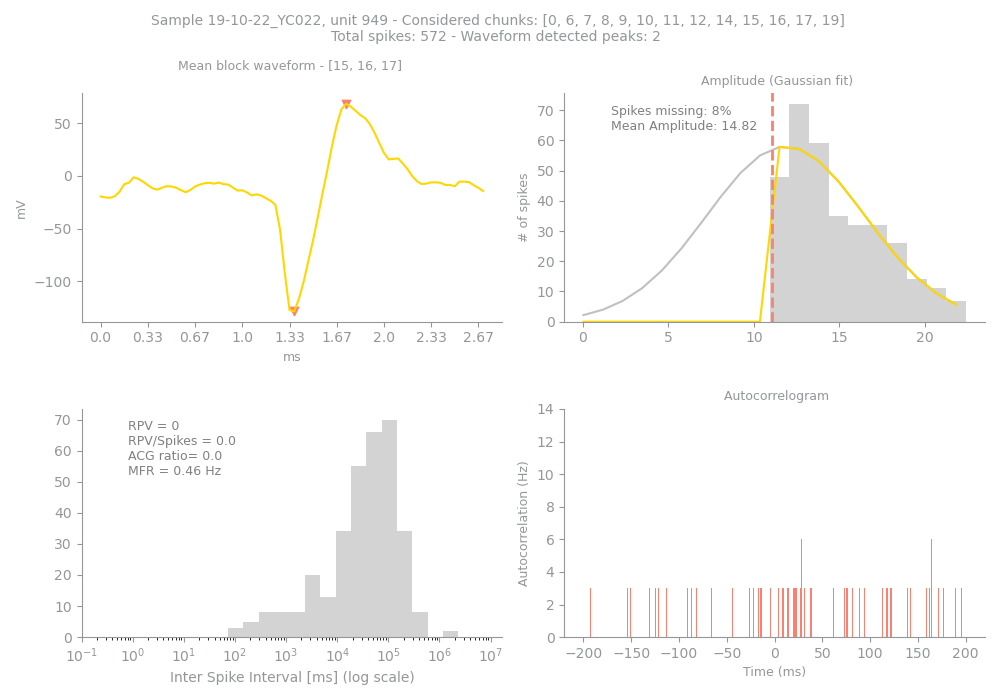 Sample 19-10-22_YC022, unit 949 - Considered chunks: [0, 6, 7, 8, 9, 10, 11, 12, 14, 15, 16, 17, 19]
Total spikes: 572 - Waveform detected peaks: 2
Mean block waveform - [15, 16, 17]
50
0
−50
−100
mV
0.0 0.33 0.67 1.0 1.33 1.67 2.0 2.33 2.67
ms
Amplitude (Gaussian fit)
Spikes missing: 8%
Mean Amplitude: 14.82
70
60
50
40
30
20
10
0
# of spikes
0 5 10 15 20
RPV = 0
RPV/Spikes = 0.0
ACG ratio= 0.0
MFR = 0.46 Hz
70
60
50
40
30
20
10
0
10⁻¹ 10⁰ 10¹ 10² 10³ 10⁴ 10⁵ 10⁶ 10⁷
Inter Spike Interval [ms] (log scale)
Autocorrelogram
14
12
10
8
6
4
2
0
Autocorrelation (Hz)
−200 −150 −100 −50 0 50 100 150 200
Time (ms)